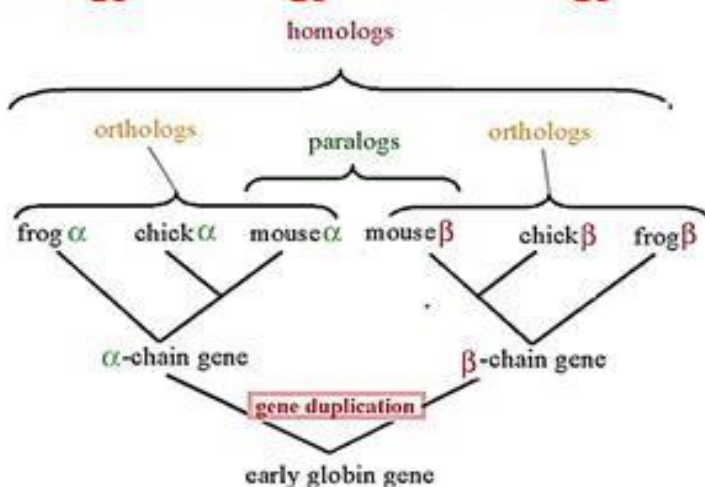 homologs
orthologs
paralogs
orthologs
frog α chick α mouse α mouse β chick β frog β
α-chain gene β-chain gene
gene duplication
early globin gene